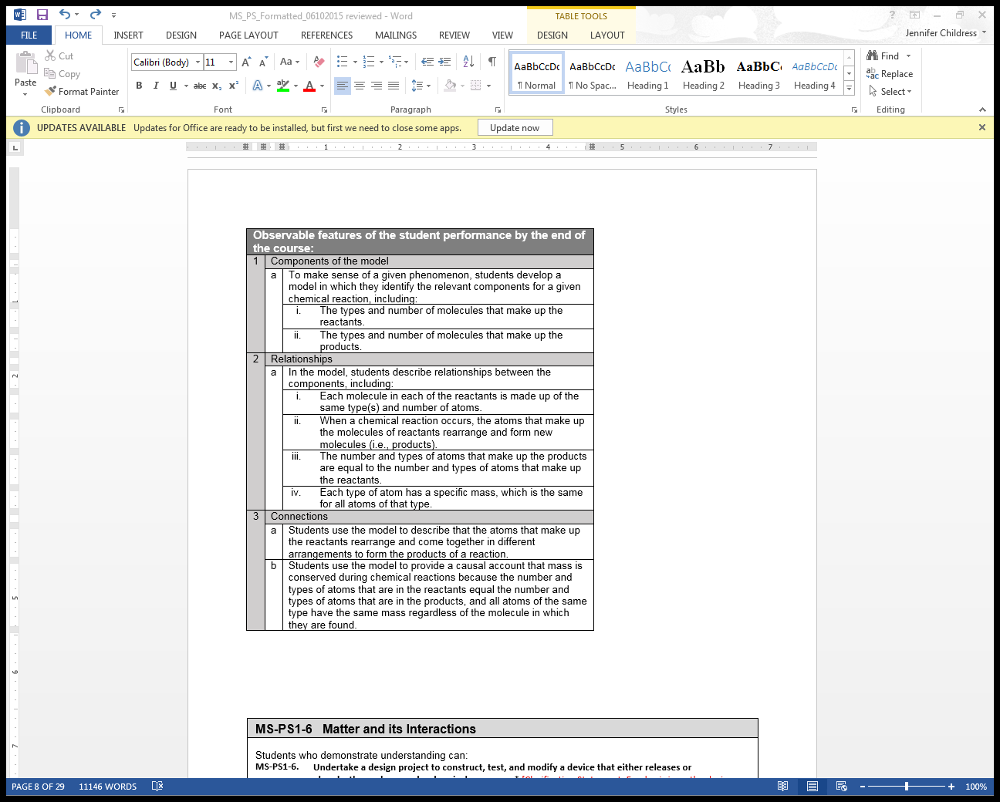 MS_PS_Formatted_06102015 reviewed - Word
TABLE TOOLS
?
FILE HOME INSERT DESIGN PAGE LAYOUT REFERENCES MAILINGS REVIEW VIEW DESIGN LAYOUT
Jennifer Childress
Paste
Cut
Copy
Format Painter
Clipboard
Calibri (Body) 11
Aa
B I U abc x₂ x²
Font
Paragraph
AaBbCcDc AaBbCcDc AaBbCc AaBb AaBbCc AaBbCcDc
¶ Normal ¶ No Spac... Heading 1 Heading 2 Heading 3 Heading 4
Styles
Find
Replace
Select
Editing
UPDATES AVAILABLE Updates for Office are ready to be installed, but first we need to close some apps. Update now
1 2 3 4 5 6 7
Observable features of the student performance by the end of
the course:
1 Components of the model
a To make sense of a given phenomenon, students develop a
model in which they identify the relevant components for a given
chemical reaction, including:
i. The types and number of molecules that make up the
reactants.
ii. The types and number of molecules that make up the
products.
2 Relationships
a In the model, students describe relationships between the
components, including:
i. Each molecule in each of the reactants is made up of the
same type(s) and number of atoms.
ii. When a chemical reaction occurs, the atoms that make up
the molecules of reactants rearrange and form new
molecules (i.e., products).
iii. The number and types of atoms that make up the products
are equal to the number and types of atoms that make up
the reactants.
iv. Each type of atom has a specific mass, which is the same
for all atoms of that type.
3 Connections
a Students use the model to describe that the atoms that make up
the reactants rearrange and come together in different
arrangements to form the products of a reaction.
b Students use the model to provide a causal account that mass is
conserved during chemical reactions because the number and
types of atoms that are in the reactants equal the number and
types of atoms that are in the products, and all atoms of the same
type have the same mass regardless of the molecule in which
they are found.
MS-PS1-6 Matter and its Interactions
Students who demonstrate understanding can:
MS-PS1-6. Undertake a design project to construct, test, and modify a device that either releases or
PAGE 8 OF 29 11146 WORDS 100%